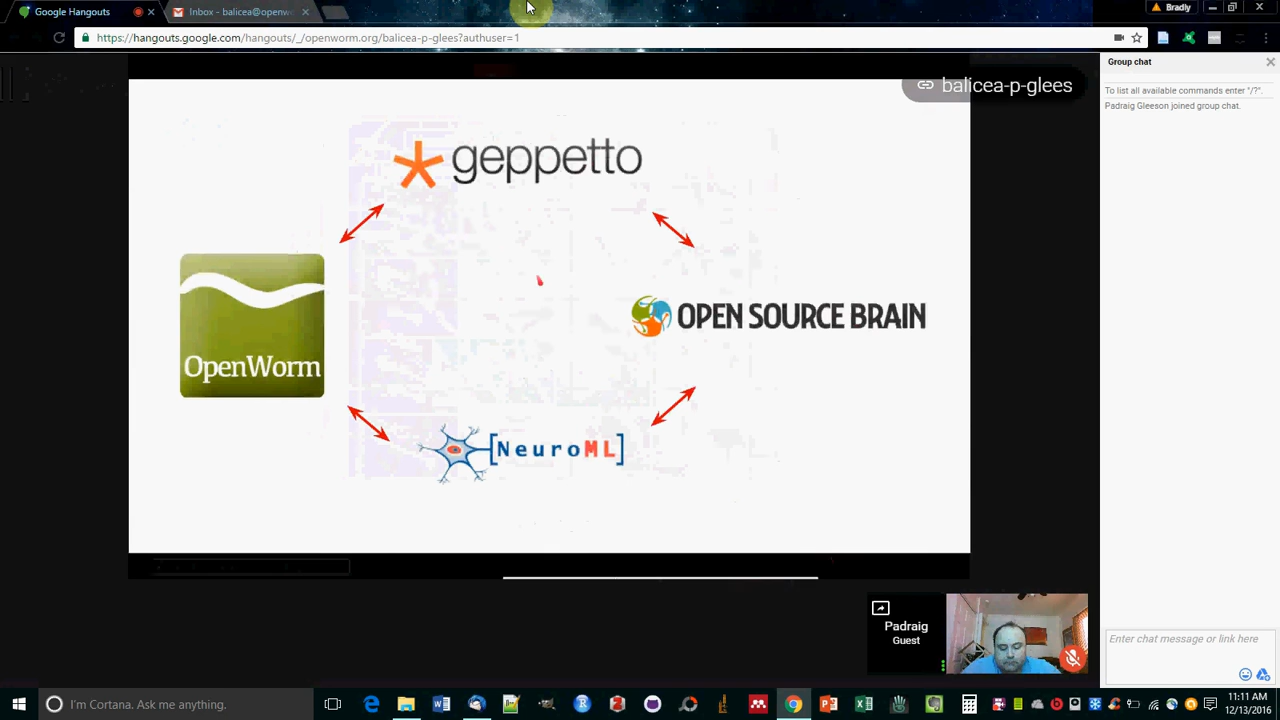 Google Hangouts
Inbox - balicea@openw
Bradly
https://hangouts.google.com/hangouts/_/openworm.org/balicea-p-glees?authuser=1
Group chat
balicea-p-glees
To list all available commands enter "/?".
Padraig Gleeson joined group chat.
geppetto
OPEN SOURCE BRAIN
OpenWorm
[NeuroML]
Padraig
Guest
Enter chat message or link here
I'm Cortana. Ask me anything.
11:11 AM
12/13/2016